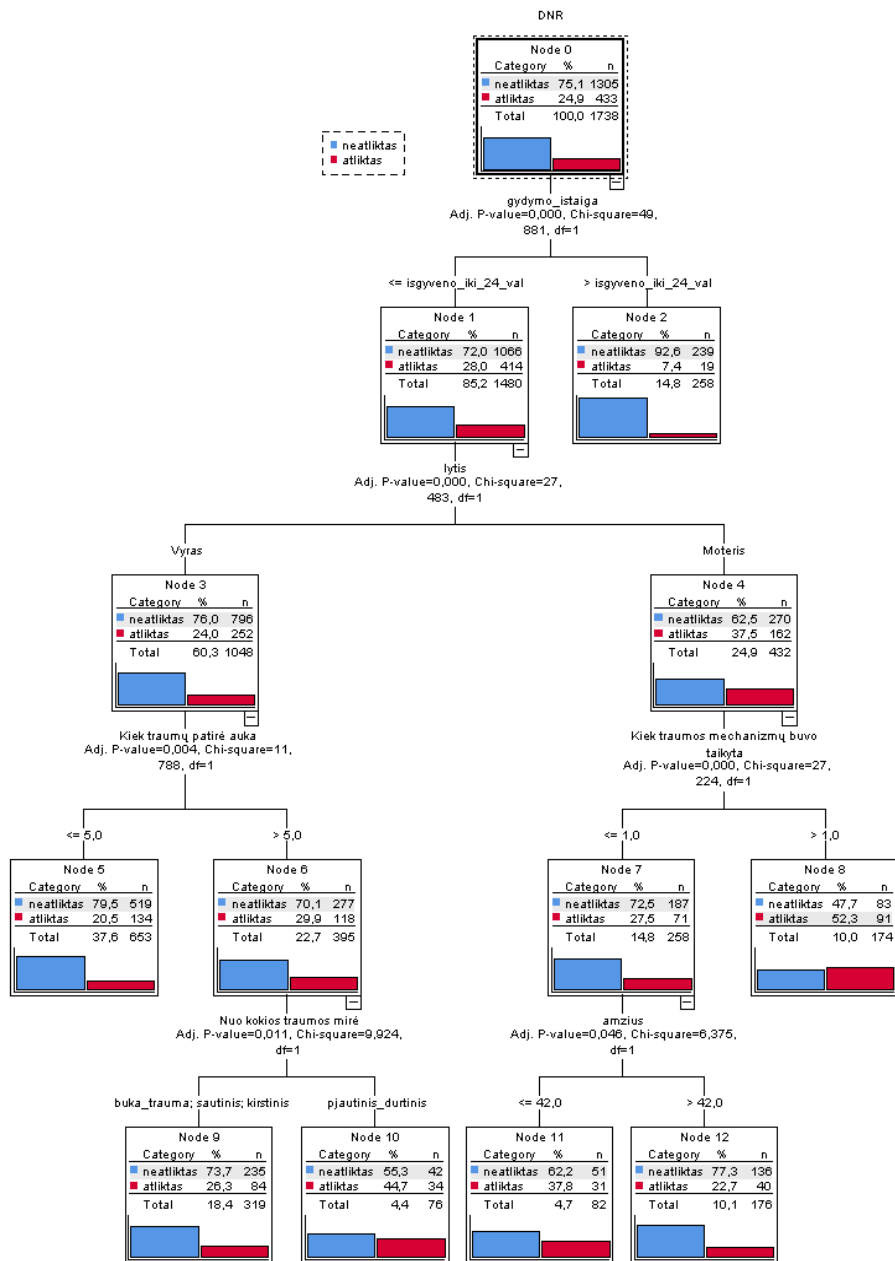 DNR
Node 0
Category % n
neatliktas 75,1 1305
atliktas 24,9 433
Total 100,0 1738
neatliktas
atliktas
gydymo_istaiga
Adj. P-value=0,000, Chi-square=49,
881, df=1
<= isgyveno_iki_24_val
> isgyveno_iki_24_val
Node 1
Category % n
neatliktas 72,0 1066
atliktas 28,0 414
Total 85,2 1480
Node 2
Category % n
neatliktas 92,6 239
atliktas 7,4 19
Total 14,8 258
lytis
Adj. P-value=0,000, Chi-square=27,
483, df=1
Vyras
Moteris
Node 3
Category % n
neatliktas 76,0 796
atliktas 24,0 252
Total 60,3 1048
Node 4
Category % n
neatliktas 62,5 270
atliktas 37,5 162
Total 24,9 432
Kiek traumų patirė auka
Adj. P-value=0,004, Chi-square=11,
788, df=1
Kiek traumos mechanizmų buvo
taikyta
Adj. P-value=0,000, Chi-square=27,
224, df=1
<= 5,0
> 5,0
<= 1,0
> 1,0
Node 5
Category % n
neatliktas 79,5 519
atliktas 20,5 134
Total 37,6 653
Node 6
Category % n
neatliktas 70,1 277
atliktas 29,9 118
Total 22,7 395
Node 7
Category % n
neatliktas 72,5 187
atliktas 27,5 71
Total 14,8 258
Node 8
Category % n
neatliktas 47,7 83
atliktas 52,3 91
Total 10,0 174
Nuo kokios traumos mirė
Adj. P-value=0,011, Chi-square=9,924,
df=1
amzius
Adj. P-value=0,046, Chi-square=6,375,
df=1
buka_trauma; sautinis; kirstinis
pjautinis_durtinis
<= 42,0
> 42,0
Node 9
Category % n
neatliktas 73,7 235
atliktas 26,3 84
Total 18,4 319
Node 10
Category % n
neatliktas 55,3 42
atliktas 44,7 34
Total 4,4 76
Node 11
Category % n
neatliktas 62,2 51
atliktas 37,8 31
Total 4,7 82
Node 12
Category % n
neatliktas 77,3 136
atliktas 22,7 40
Total 10,1 176